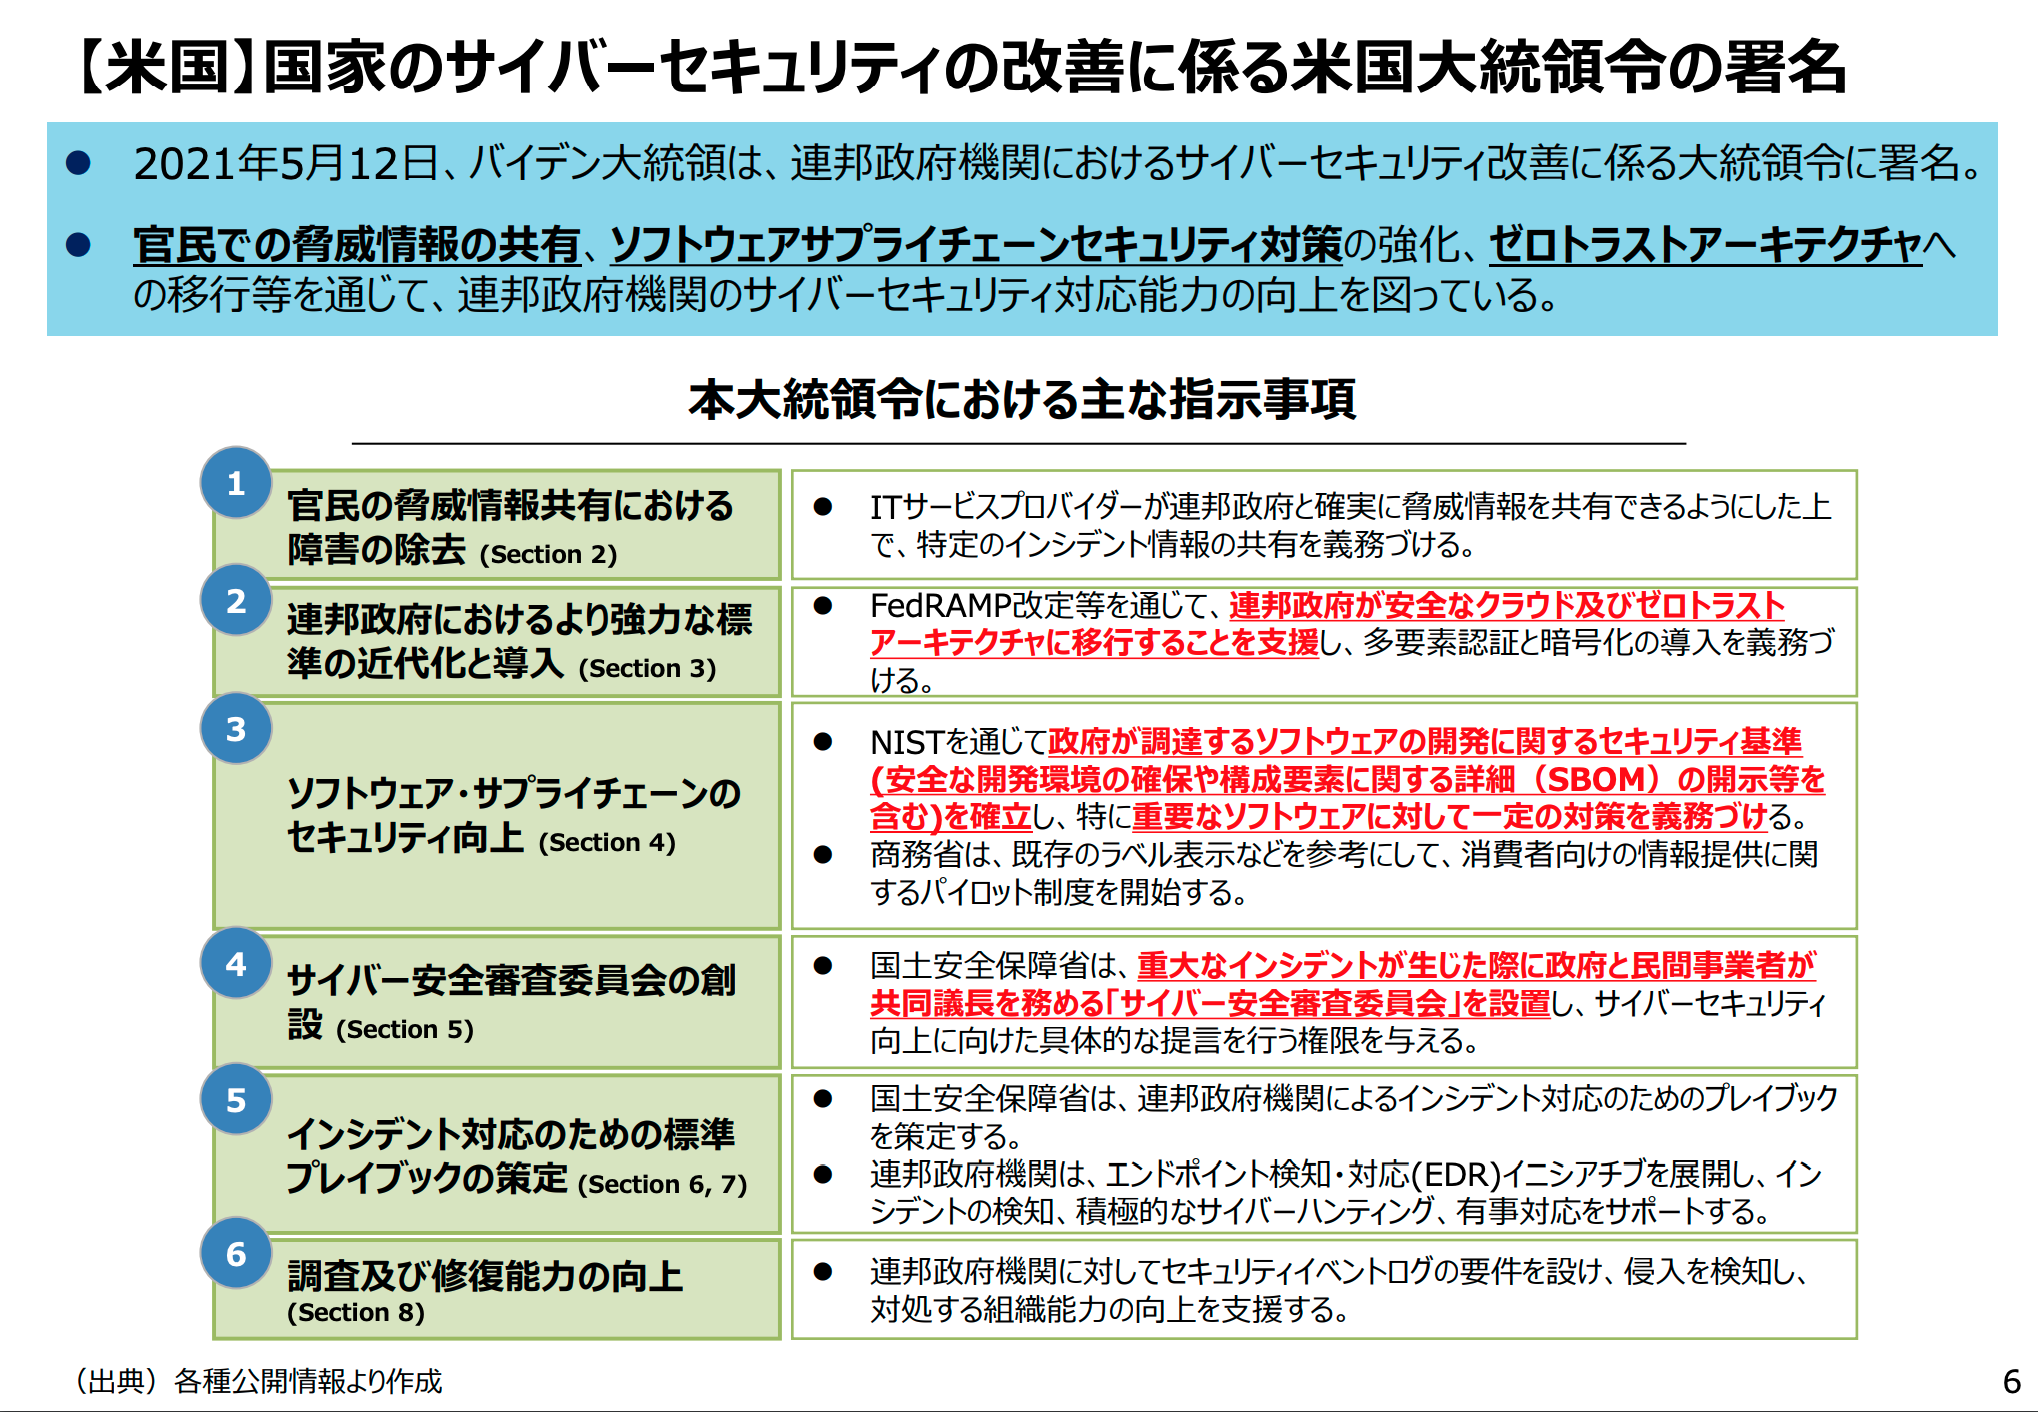 【米国】国家のサイバーセキュリティの改善に係る米国大統領令の署名
● 2021年5月12日、バイデン大統領は、連邦政府機関におけるサイバーセキュリティ改善に係る大統領令に署名。
● 官民での脅威情報の共有、ソフトウェアサプライチェーンセキュリティ対策の強化、ゼロトラストアーキテクチャへ
の移行等を通じて、連邦政府機関のサイバーセキュリティ対応能力の向上を図っている。
本大統領令における主な指示事項
1
官民の脅威情報共有における
障害の除去 (Section 2)
● ITサービスプロバイダーが連邦政府と確実に脅威情報を共有できるようにした上
で、特定のインシデント情報の共有を義務づける。
2
連邦政府におけるより強力な標
準の近代化と導入 (Section 3)
● FedRAMP改定等を通じて、連邦政府が安全なクラウド及びゼロトラスト
アーキテクチャに移行することを支援し、多要素認証と暗号化の導入を義務づ
ける。
3
ソフトウェア・サプライチェーンの
セキュリティ向上 (Section 4)
● NISTを通じて政府が調達するソフトウェアの開発に関するセキュリティ基準
(安全な開発環境の確保や構成要素に関する詳細（SBOM）の開示等を
含む)を確立し、特に重要なソフトウェアに対して一定の対策を義務づける。
● 商務省は、既存のラベル表示などを参考にして、消費者向けの情報提供に関
するパイロット制度を開始する。
4
サイバー安全審査委員会の創
設 (Section 5)
● 国土安全保障省は、重大なインシデントが生じた際に政府と民間事業者が
共同議長を務める「サイバー安全審査委員会」を設置し、サイバーセキュリティ
向上に向けた具体的な提言を行う権限を与える。
5
インシデント対応のための標準
プレイブックの策定 (Section 6, 7)
● 国土安全保障省は、連邦政府機関によるインシデント対応のためのプレイブック
を策定する。
● 連邦政府機関は、エンドポイント検知・対応(EDR)イニシアチブを展開し、イン
シデントの検知、積極的なサイバーハンティング、有事対応をサポートする。
6
調査及び修復能力の向上
(Section 8)
● 連邦政府機関に対してセキュリティイベントログの要件を設け、侵入を検知し、
対処する組織能力の向上を支援する。
（出典）各種公開情報より作成
6